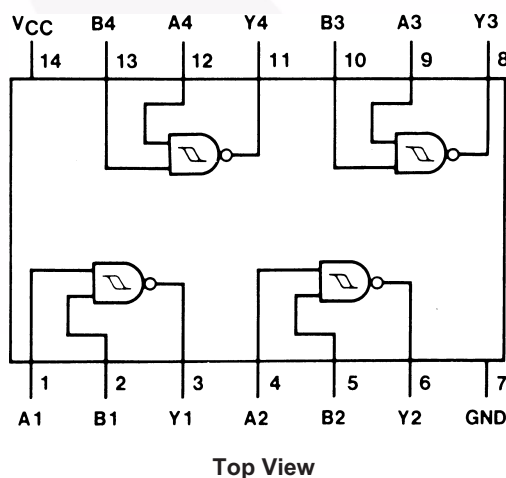 VCC B4 A4 Y4 B3 A3 Y3
14 13 12 11 10 9 8
1 2 3 4 5 6 7
A1 B1 Y1 A2 B2 Y2 GND
Top View